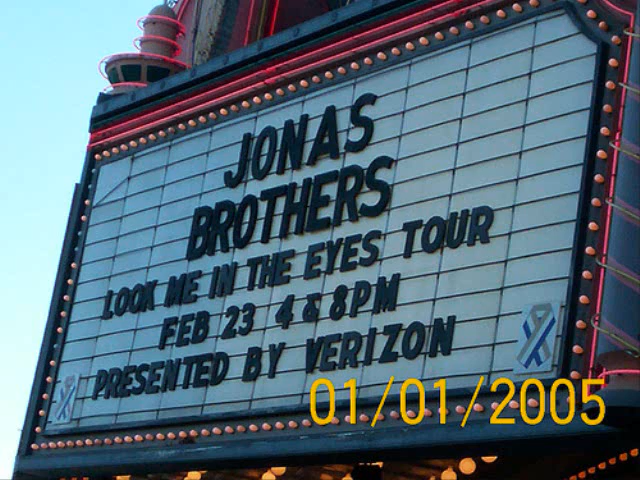 JONAS
BROTHERS
LOOK ME IN THE EYES TOUR
FEB 23 4 & 8PM
PRESENTED BY VERIZON
01/01/2005